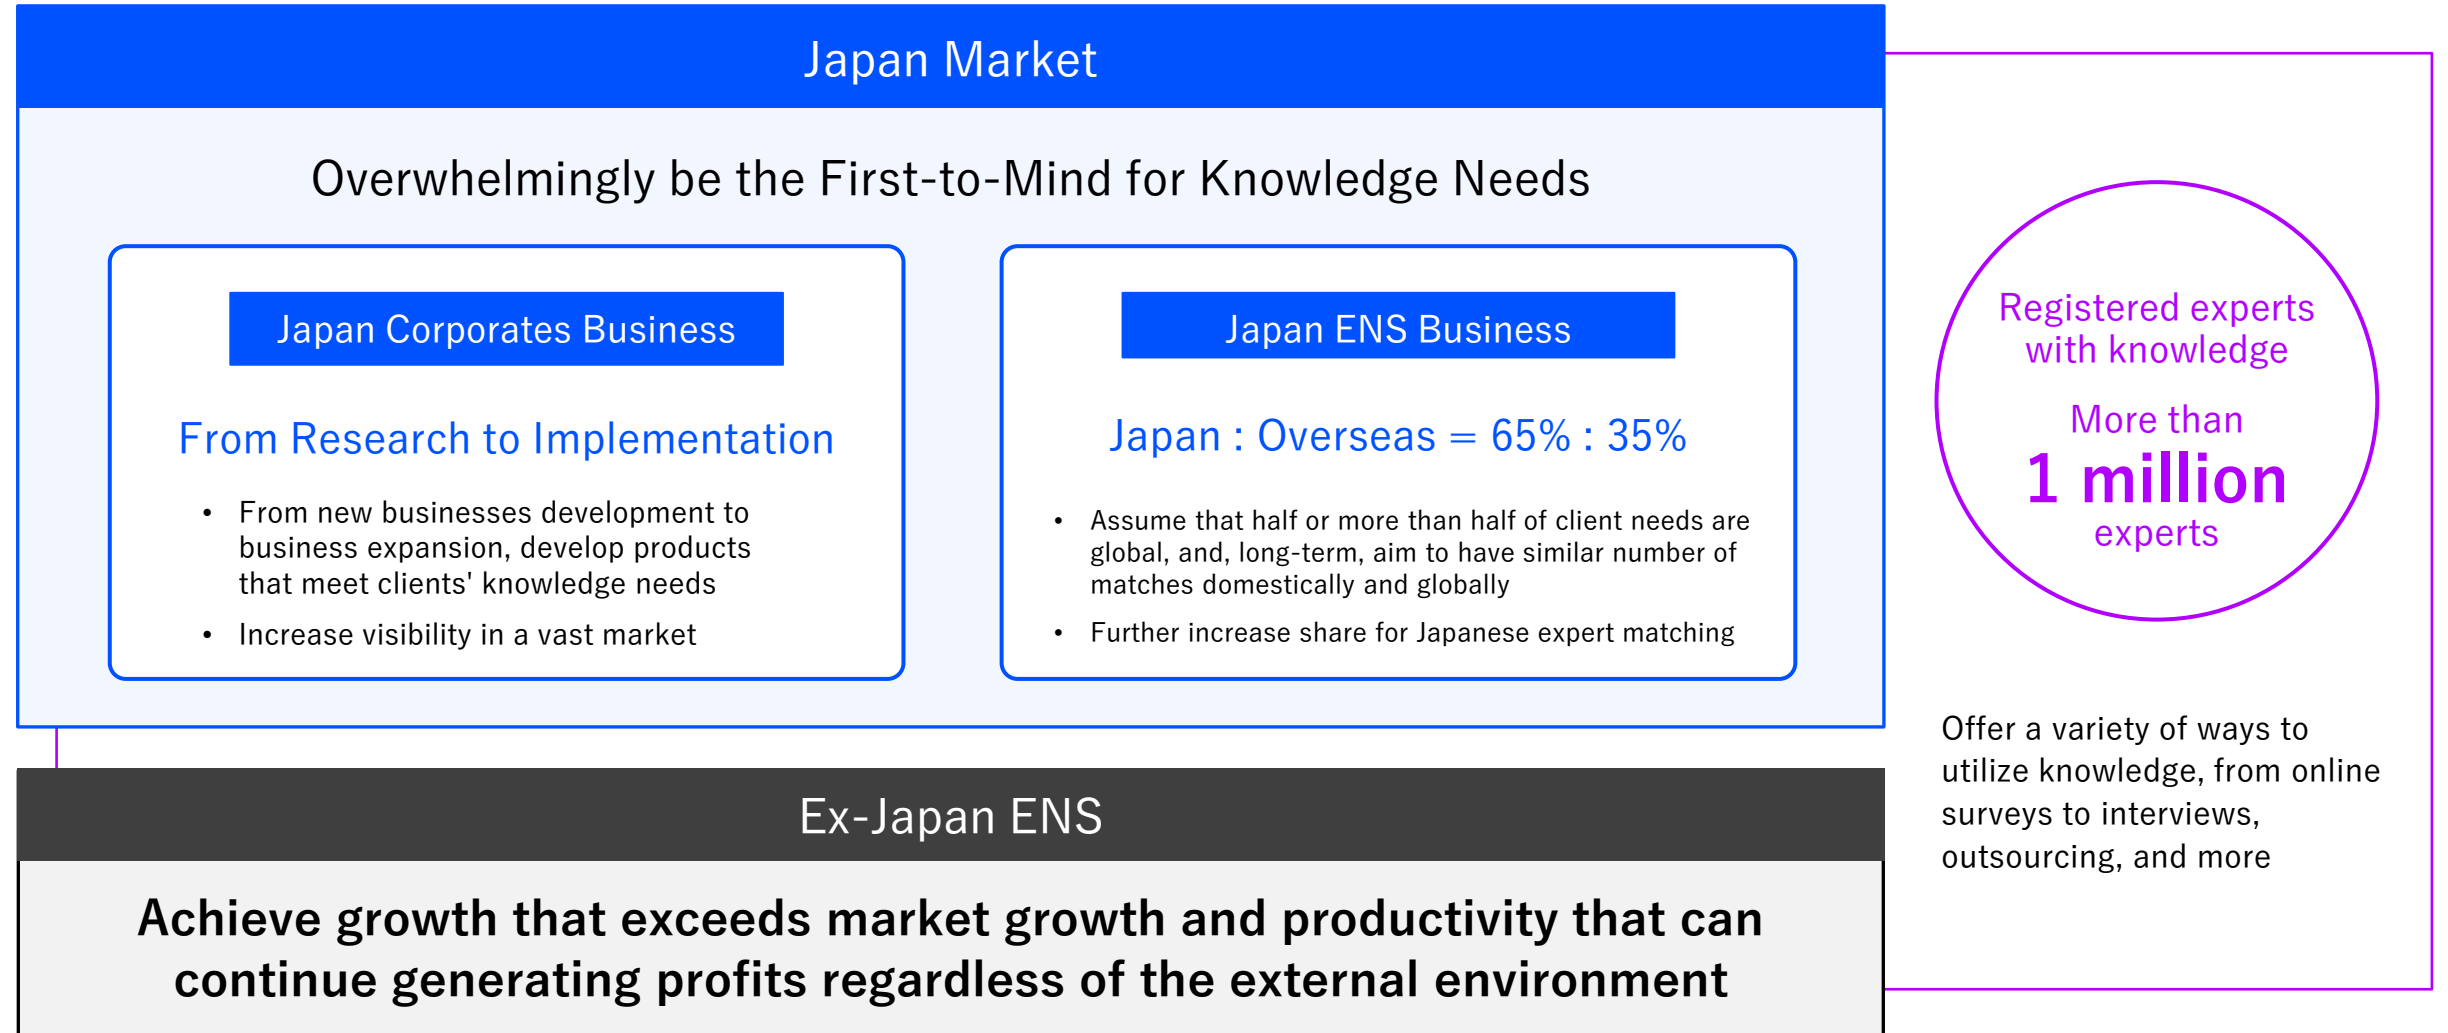 Japan Market
Overwhelmingly be the First-to-Mind for Knowledge Needs
Japan Corporates Business
From Research to Implementation
• From new businesses development to
business expansion, develop products
that meet clients' knowledge needs
• Increase visibility in a vast market
Japan ENS Business
Japan : Overseas = 65% : 35%
• Assume that half or more than half of client needs are
global, and, long-term, aim to have similar number of
matches domestically and globally
• Further increase share for Japanese expert matching
Ex-Japan ENS
Achieve growth that exceeds market growth and productivity that can
continue generating profits regardless of the external environment
Registered experts
with knowledge
More than
1 million
experts
Offer a variety of ways to
utilize knowledge, from online
surveys to interviews,
outsourcing, and more